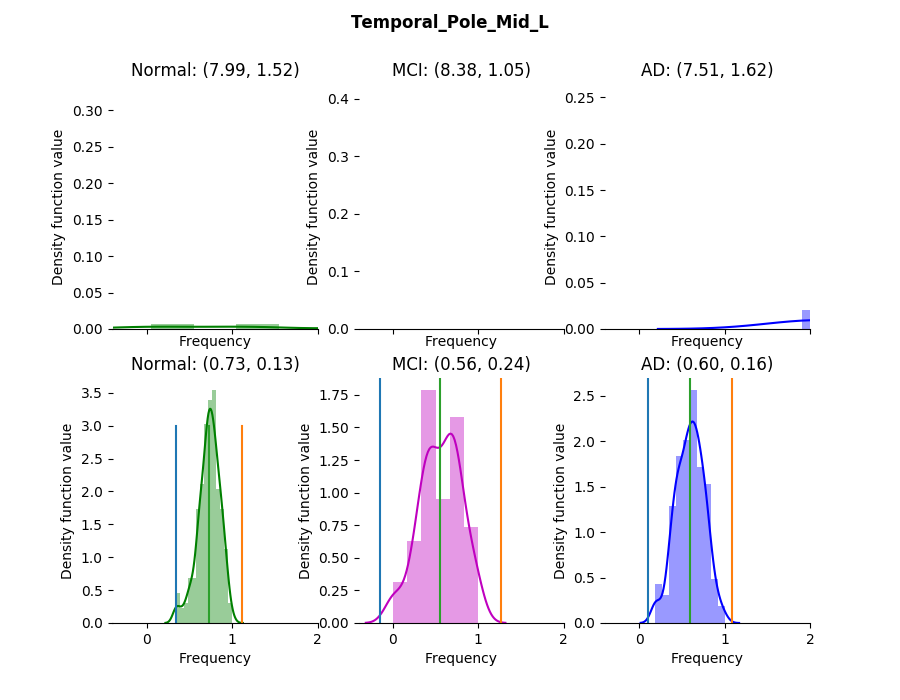 Temporal_Pole_Mid_L
Normal: (7.99, 1.52)
MCI: (8.38, 1.05)
AD: (7.51, 1.62)
Density function value
0.30
0.25
0.20
0.15
0.10
0.05
0.00
Frequency
Density function value
0.4
0.3
0.2
0.1
0.0
Frequency
Density function value
0.25
0.20
0.15
0.10
0.05
0.00
Frequency
Normal: (0.73, 0.13)
MCI: (0.56, 0.24)
AD: (0.60, 0.16)
Density function value
3.5
3.0
2.5
2.0
1.5
1.0
0.5
0.0
0 1 2
Frequency
Density function value
1.75
1.50
1.25
1.00
0.75
0.50
0.25
0.00
0 1 2
Frequency
Density function value
2.5
2.0
1.5
1.0
0.5
0.0
0 1 2
Frequency